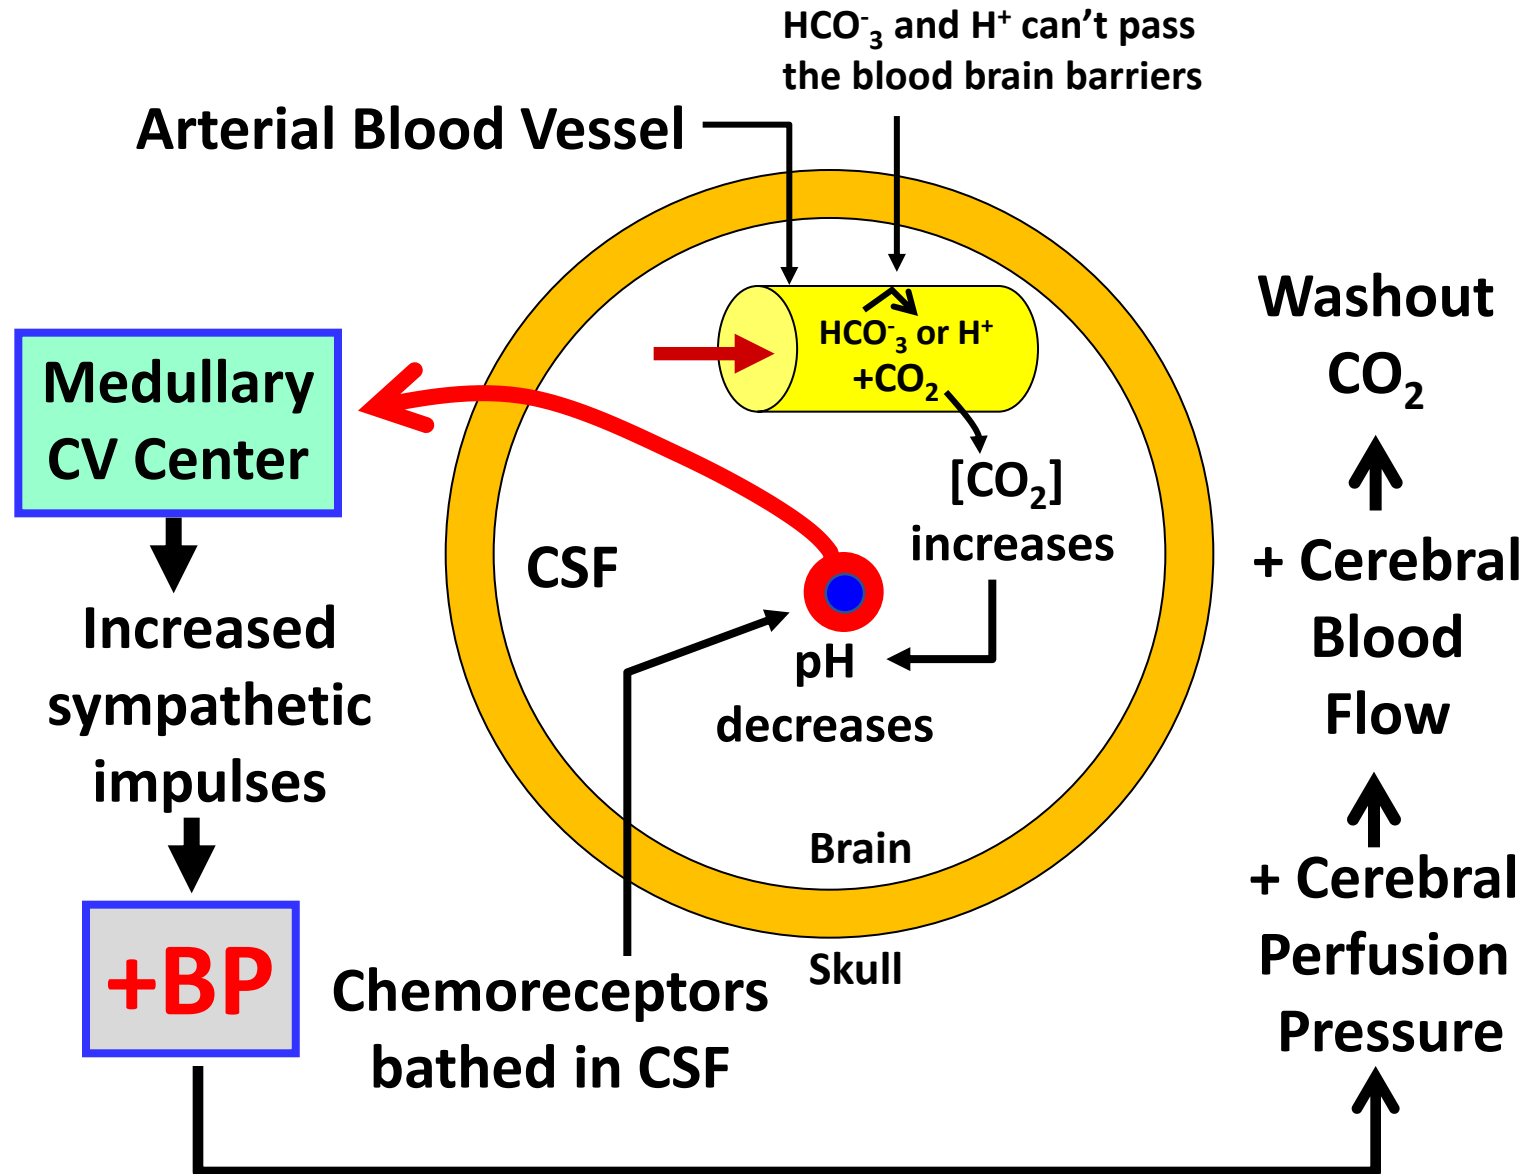 HCO⁻₃ and H⁺ can’t pass
the blood brain barriers
Arterial Blood Vessel
HCO⁻₃ or H⁺
+CO₂
[CO₂]
increases
pH
decreases
CSF
Brain
Skull
Chemoreceptors
bathed in CSF
Medullary
CV Center
Increased
sympathetic
impulses
+BP
+ Cerebral
Perfusion
Pressure
+ Cerebral
Blood
Flow
Washout
CO₂